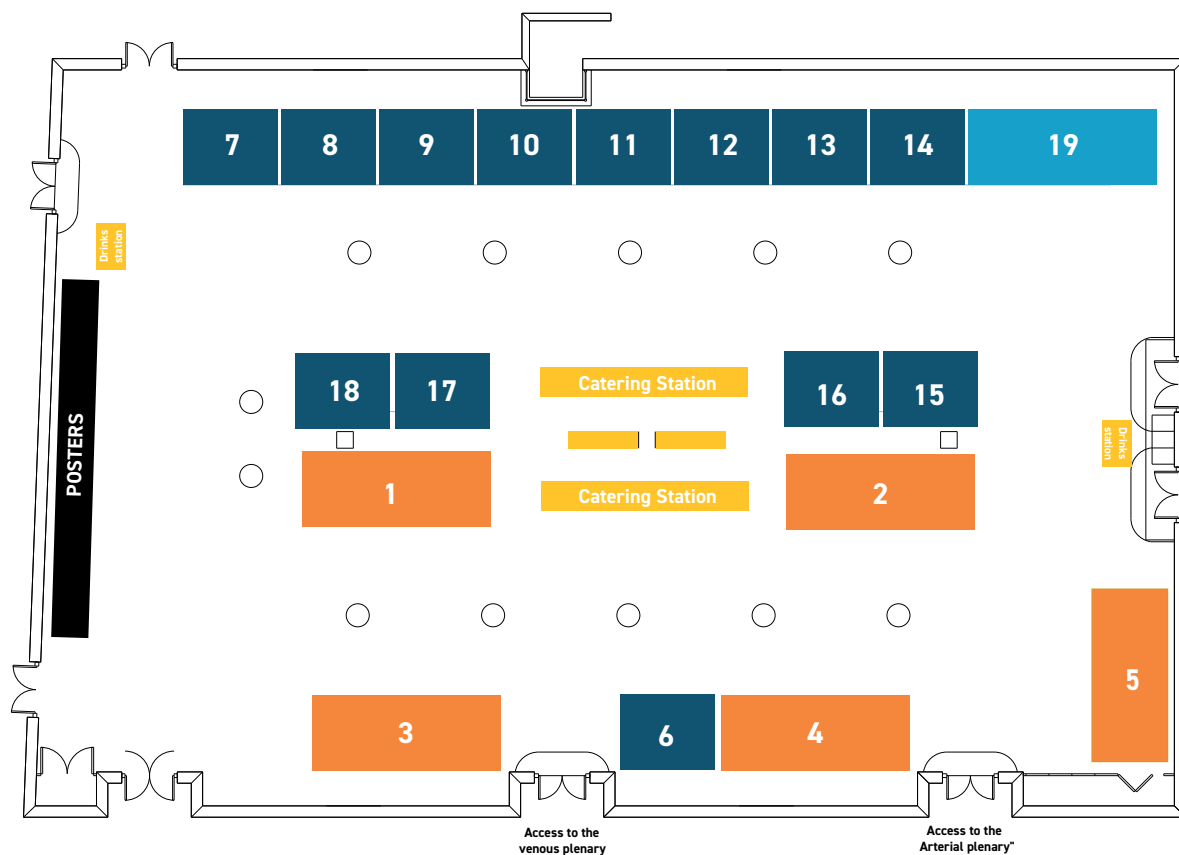 7
8
9
10
11
12
13
14
19
Drinks
station
18
17
Catering Station
16
15
POSTERS
Drinks
station
1
Catering Station
2
5
3
6
4
Access to the
venous plenary
Access to the
Arterial plenary"